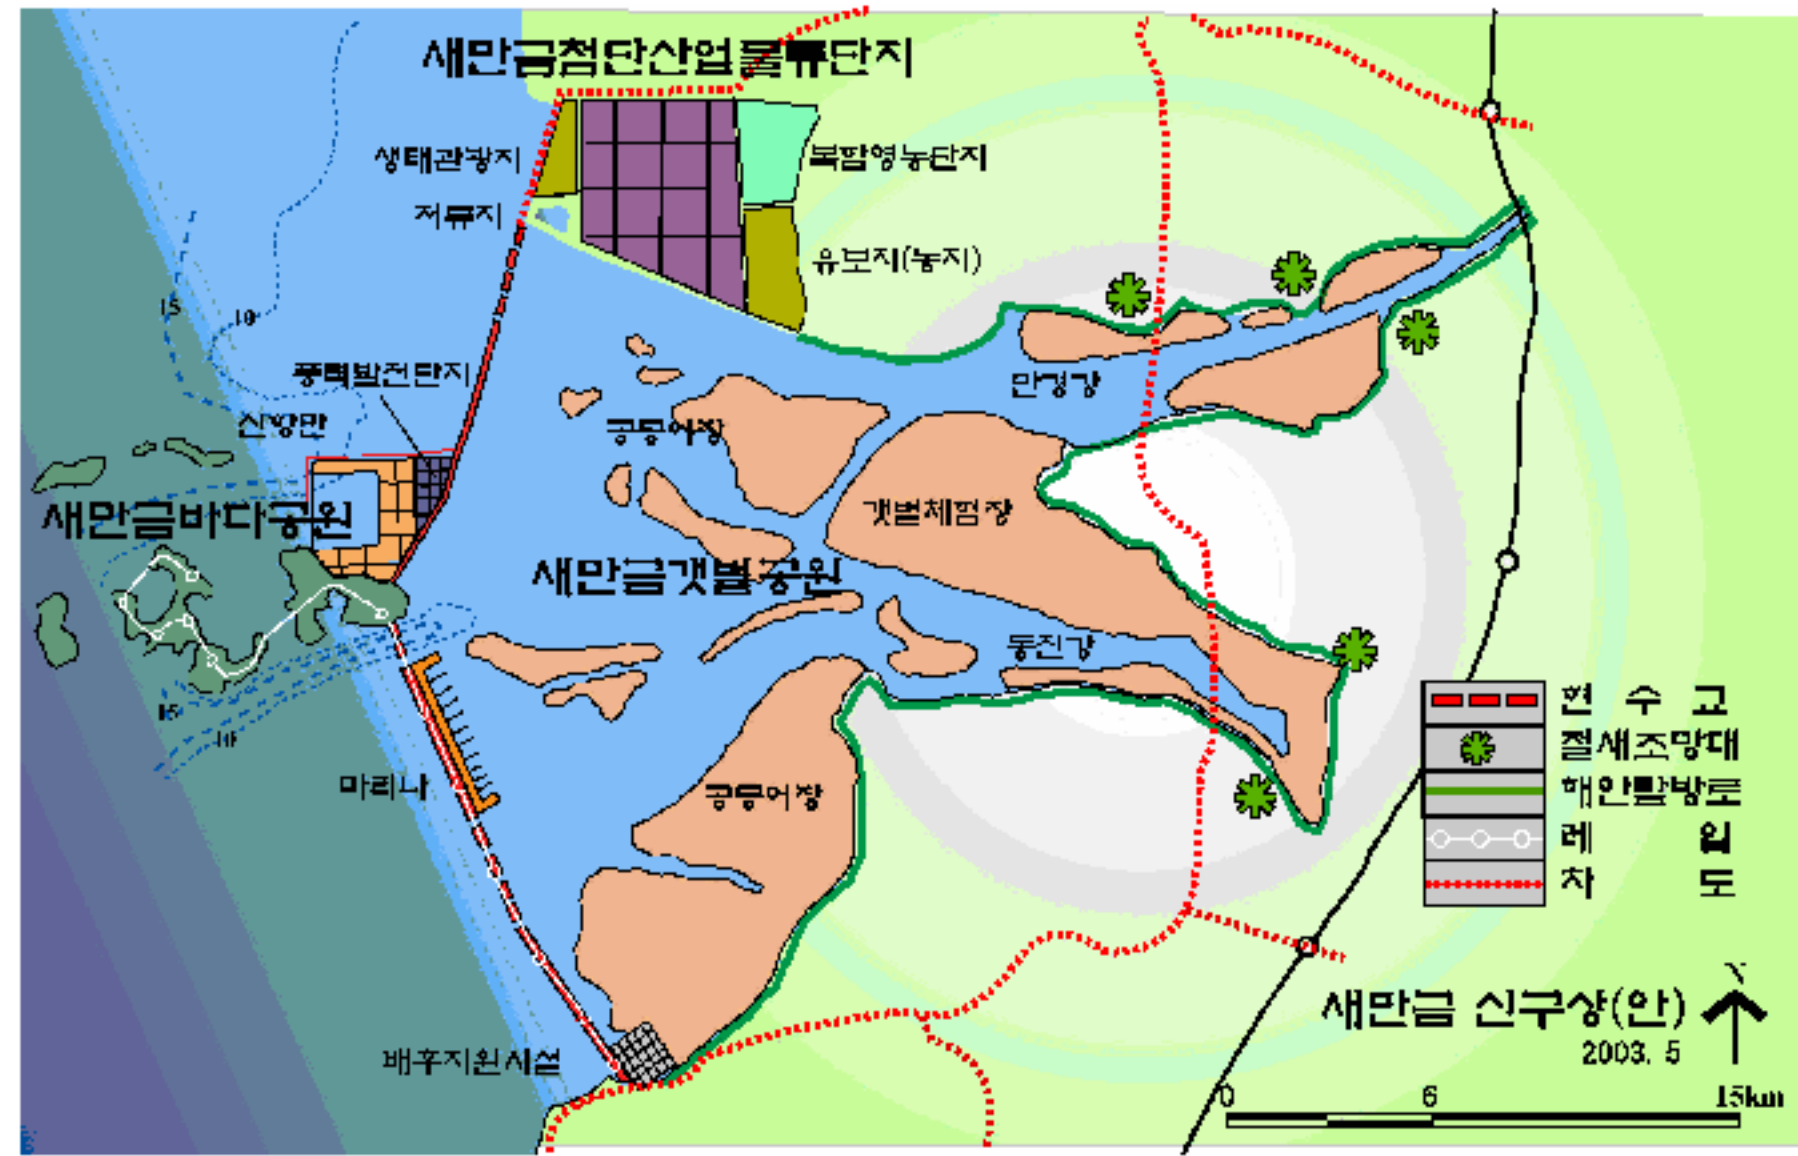 새만금첨단산업물류단지
생태관광지
복합영농단지
저류지
유보지(농지)
15
10
풍력발전단지
신항만
만경강
공동어장
새만금바다공원
갯벌체험장
새만금갯벌공원
동진강
15
10
마리나
공동어장
현 수 교
철새조망대
해안탐방로
레 일
차 도
N
새만금 신구상(안)
2003. 5
배후지원시설
0 6 15km